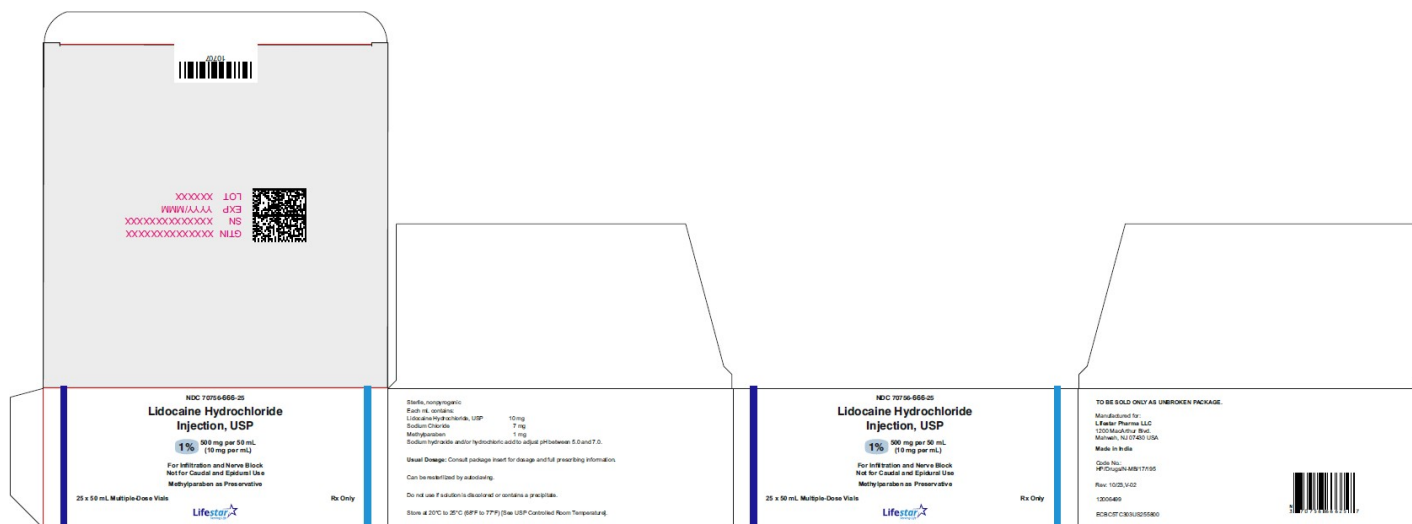 10707
GTIN XXXXXXXXXXXXXX
SN XXXXXXXXXXXXXX
EXP YYYY/MMM
LOT XXXXXX
NDC 70756-666-25
Lidocaine Hydrochloride
Injection, USP
1%
500 mg per 50 mL
(10 mg per mL)
For Infiltration and Nerve Block
Not for Caudal and Epidural Use
Methylparaben as Preservative
25 x 50 mL Multiple-Dose Vials Rx Only
Lifestar
Sterile, nonpyrogenic
Each mL contains:
Lidocaine Hydrochloride, USP 10 mg
Sodium Chloride 7 mg
Methylparaben 1 mg
Sodium hydroxide and/or hydrochloric acid to adjust pH between 5.0 and 7.0.
Usual Dosage: Consult package insert for dosage and full prescribing information.
Can be resterilized by autoclaving.
Do not use if solution is discolored or contains a precipitate.
Store at 20°C to 25°C (68°F to 77°F) [See USP Controlled Room Temperature].
NDC 70756-666-25
Lidocaine Hydrochloride
Injection, USP
1%
500 mg per 50 mL
(10 mg per mL)
For Infiltration and Nerve Block
Not for Caudal and Epidural Use
Methylparaben as Preservative
25 x 50 mL Multiple-Dose Vials Rx Only
Lifestar
TO BE SOLD ONLY AS UNBROKEN PACKAGE.
Manufactured for:
Lifestar Pharma LLC
1200 MacArthur Blvd.
Mahwah, NJ 07430 USA
Made in India
Code No.:
Rev: 10/23,V-02